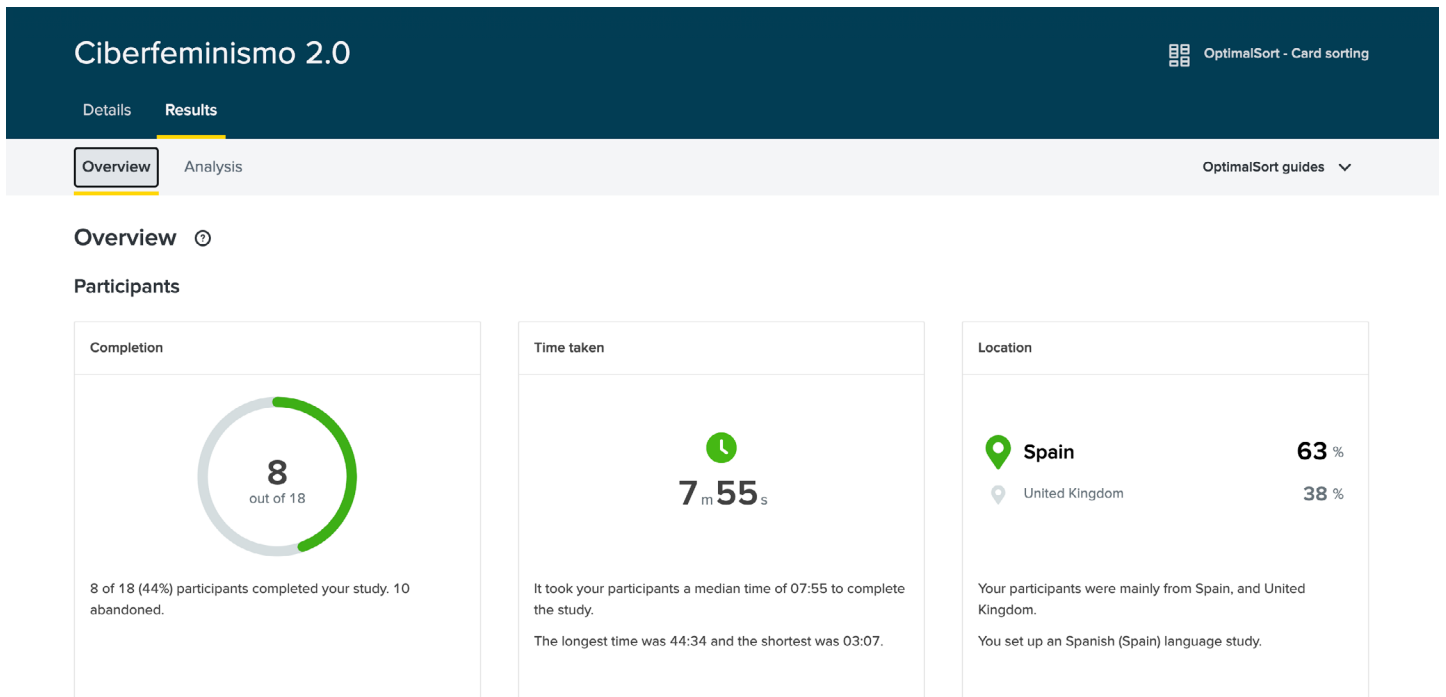 Ciberfeminismo 2.0
OptimalSort - Card sorting
Details Results
Overview Analysis
OptimalSort guides
Overview
Participants
Completion
8
out of 18
8 of 18 (44%) participants completed your study. 10
abandoned.
Time taken
7 m 55 s
It took your participants a median time of 07:55 to complete
the study.
The longest time was 44:34 and the shortest was 03:07.
Location
Spain 63 %
United Kingdom 38 %
Your participants were mainly from Spain, and United
Kingdom.
You set up an Spanish (Spain) language study.